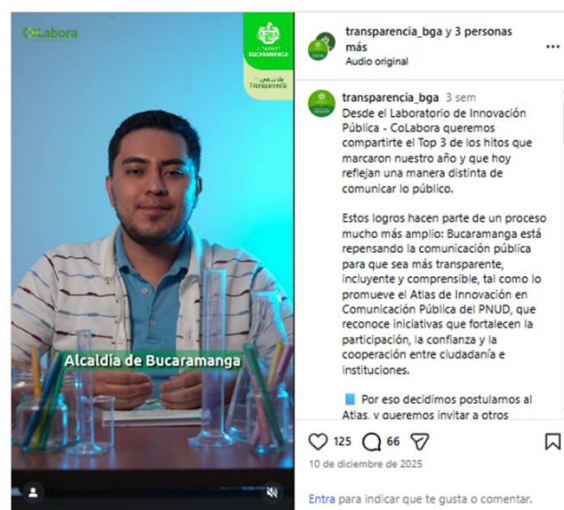 CoLabora
BUCARAMANGA
Transparencia
Alcaldía de Bucaramanga
transparencia_bga y 3 personas
más
Audio original
transparencia_bga 3 sem
Desde el Laboratorio de Innovación
Pública - CoLabora queremos
compartirte el Top 3 de los hitos que
marcaron nuestro año y que hoy
reflejan una manera distinta de
comunicar lo público.
Estos logros hacen parte de un proceso
mucho más amplio: Bucaramanga está
repensando la comunicación pública
para que sea más transparente,
incluyente y comprensible, tal como lo
promueve el Atlas de Innovación en
Comunicación Pública del PNUD, que
reconoce iniciativas que fortalecen la
participación, la confianza y la
cooperación entre ciudadanía e
instituciones.
Por eso decidimos postularnos al
Atlas, y queremos invitar a otros
125 66
10 de diciembre de 2025
Entra para indicar que te gusta o comentar.